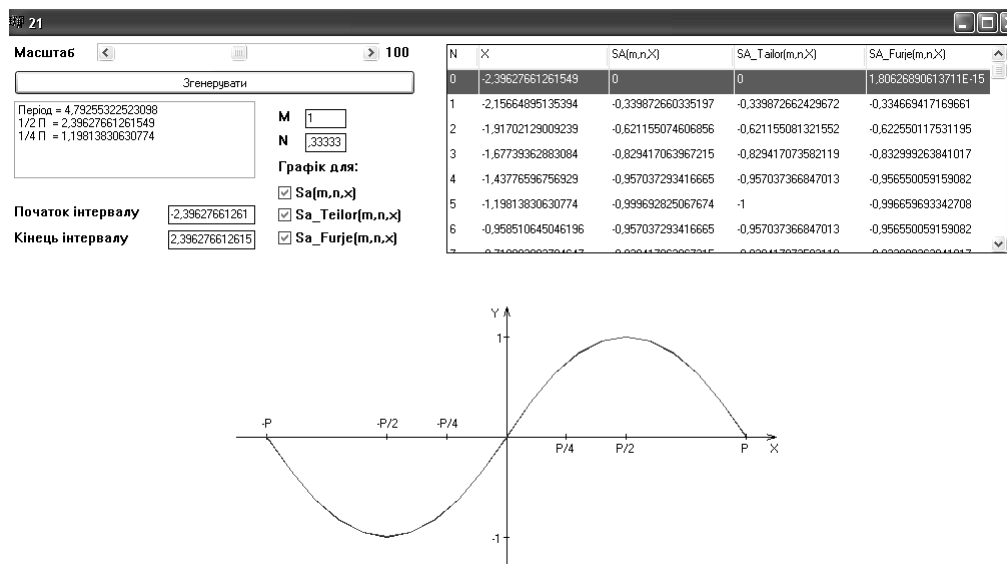 21
Масштаб 100
Згенерувати
Період = 4,79255322523098
1/2 П = 2,39627661261549
1/4 П = 1,19813830630774
M 1
N ,33333
Графік для:
Sa(m,n,x)
Sa_Teilor(m,n,x)
Sa_Furje(m,n,x)
Початок інтервалу -2,39627661261
Кінець інтервалу 2,396276612615
N X SA(m,n,X) SA_Tailor(m,n,X) SA_Furje(m,n,X)
0 -2,39627661261549 0 0 1,80626890613711E-15
1 -2,15664895135394 -0,339872660335197 -0,339872662429672 -0,334669417169661
2 -1,91702129009239 -0,621155074606856 -0,621155081321552 -0,622550117531195
3 -1,67739362883084 -0,829417063967215 -0,829417073582119 -0,832999263841017
4 -1,43776596756929 -0,957037293416665 -0,957037366847013 -0,956550059159082
5 -1,19813830630774 -0,999692825067674 -1 -0,996659693342708
6 -0,958510645046196 -0,957037293416665 -0,957037366847013 -0,956550059159082
Y
1
-P -P/2 -P/4
P/4 P/2 P X
-1